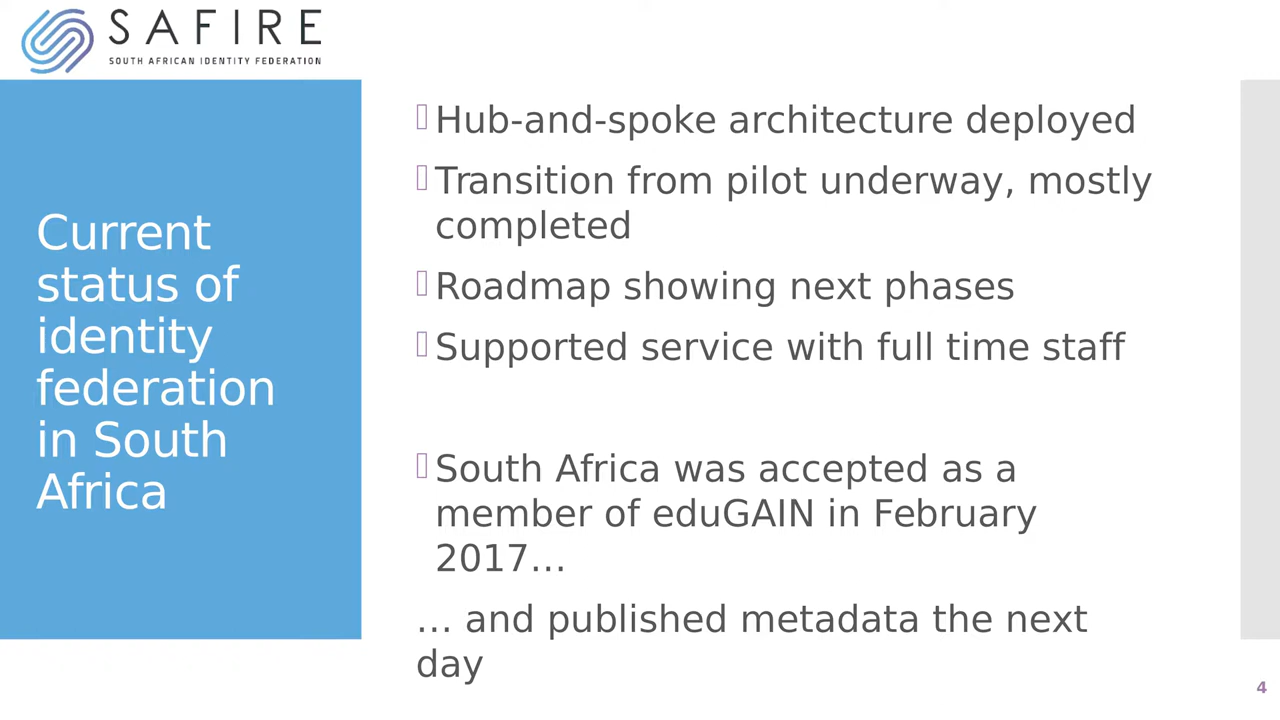 SAFIRE
SOUTH AFRICAN IDENTITY FEDERATION
Current
status of
identity
federation
in South
Africa
Hub-and-spoke architecture deployed
Transition from pilot underway, mostly
completed
Roadmap showing next phases
Supported service with full time staff
South Africa was accepted as a
member of eduGAIN in February
2017…
… and published metadata the next
day
4